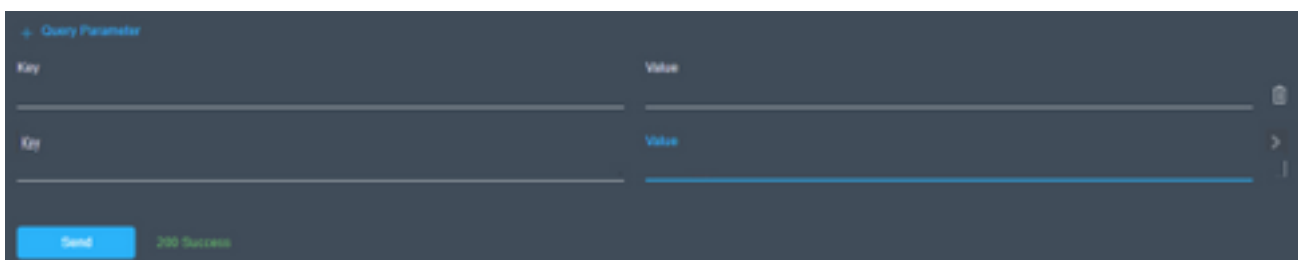 + Query Parameter
Key Value
Key Value
Send 200 Success